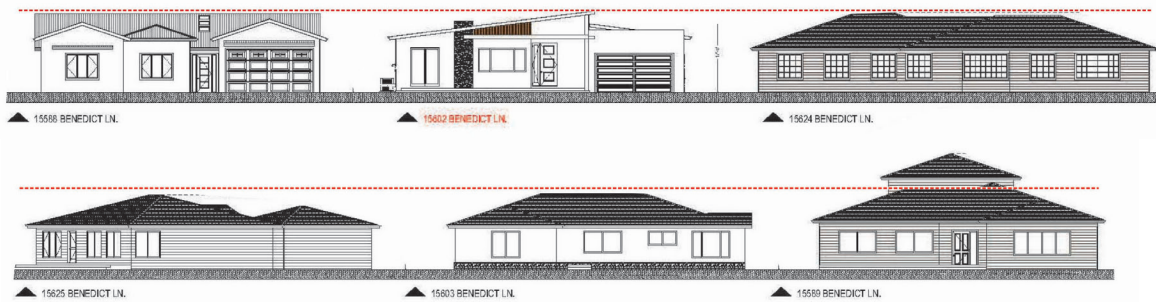 15588 BENEDICT LN.
15602 BENEDICT LN.
15624 BENEDICT LN.
15625 BENEDICT LN.
15603 BENEDICT LN.
15589 BENEDICT LN.